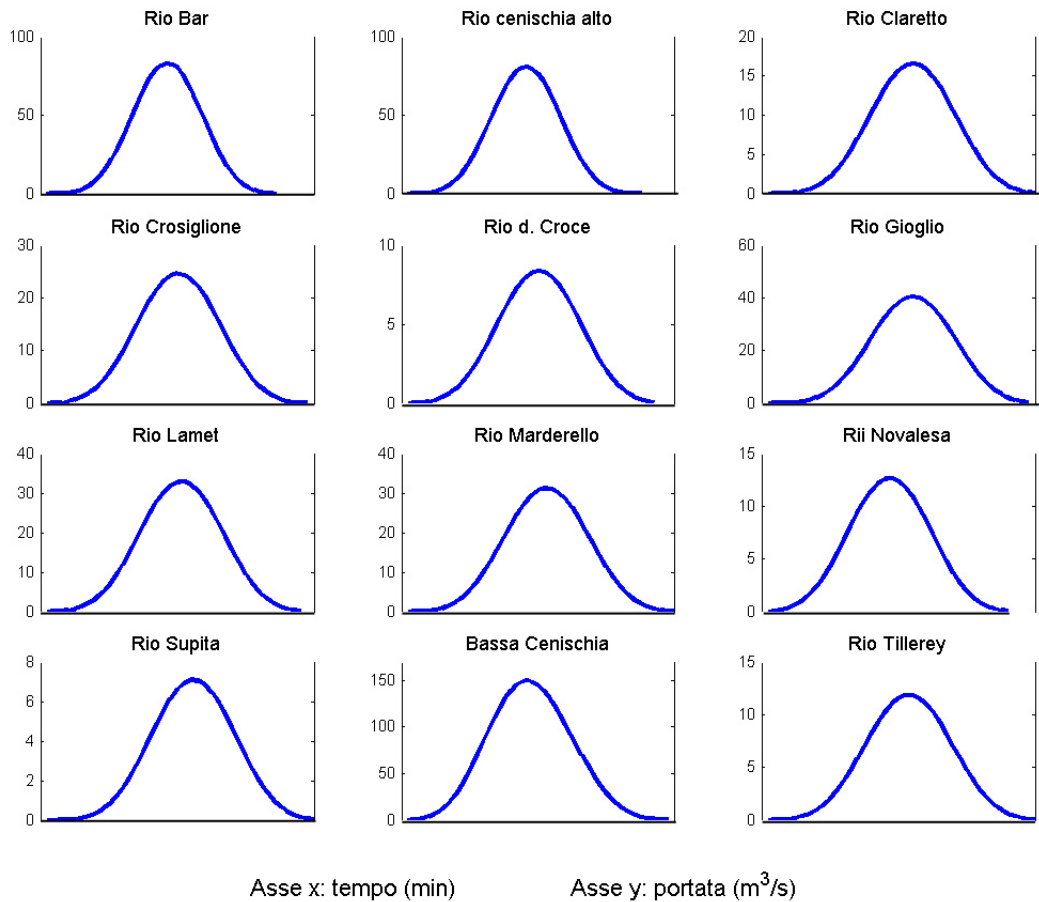 Rio Bar Rio cenischia alto Rio Claretto
100 100 20
15
50 50 10
5
0 0 0
Rio Crosiglione Rio d. Croce Rio Gioglio
30 10 60
20 40
5
10 20
0 0 0
Rio Lamet Rio Marderello Rii Novalesa
40 40 15
30 30 10
20 20
10 10 5
0 0 0
Rio Supita Bassa Cenischia Rio Tillerey
8 15
6 150
4 100 10
2 50 5
0 0 0
Asse x: tempo (min) Asse y: portata (m³/s)